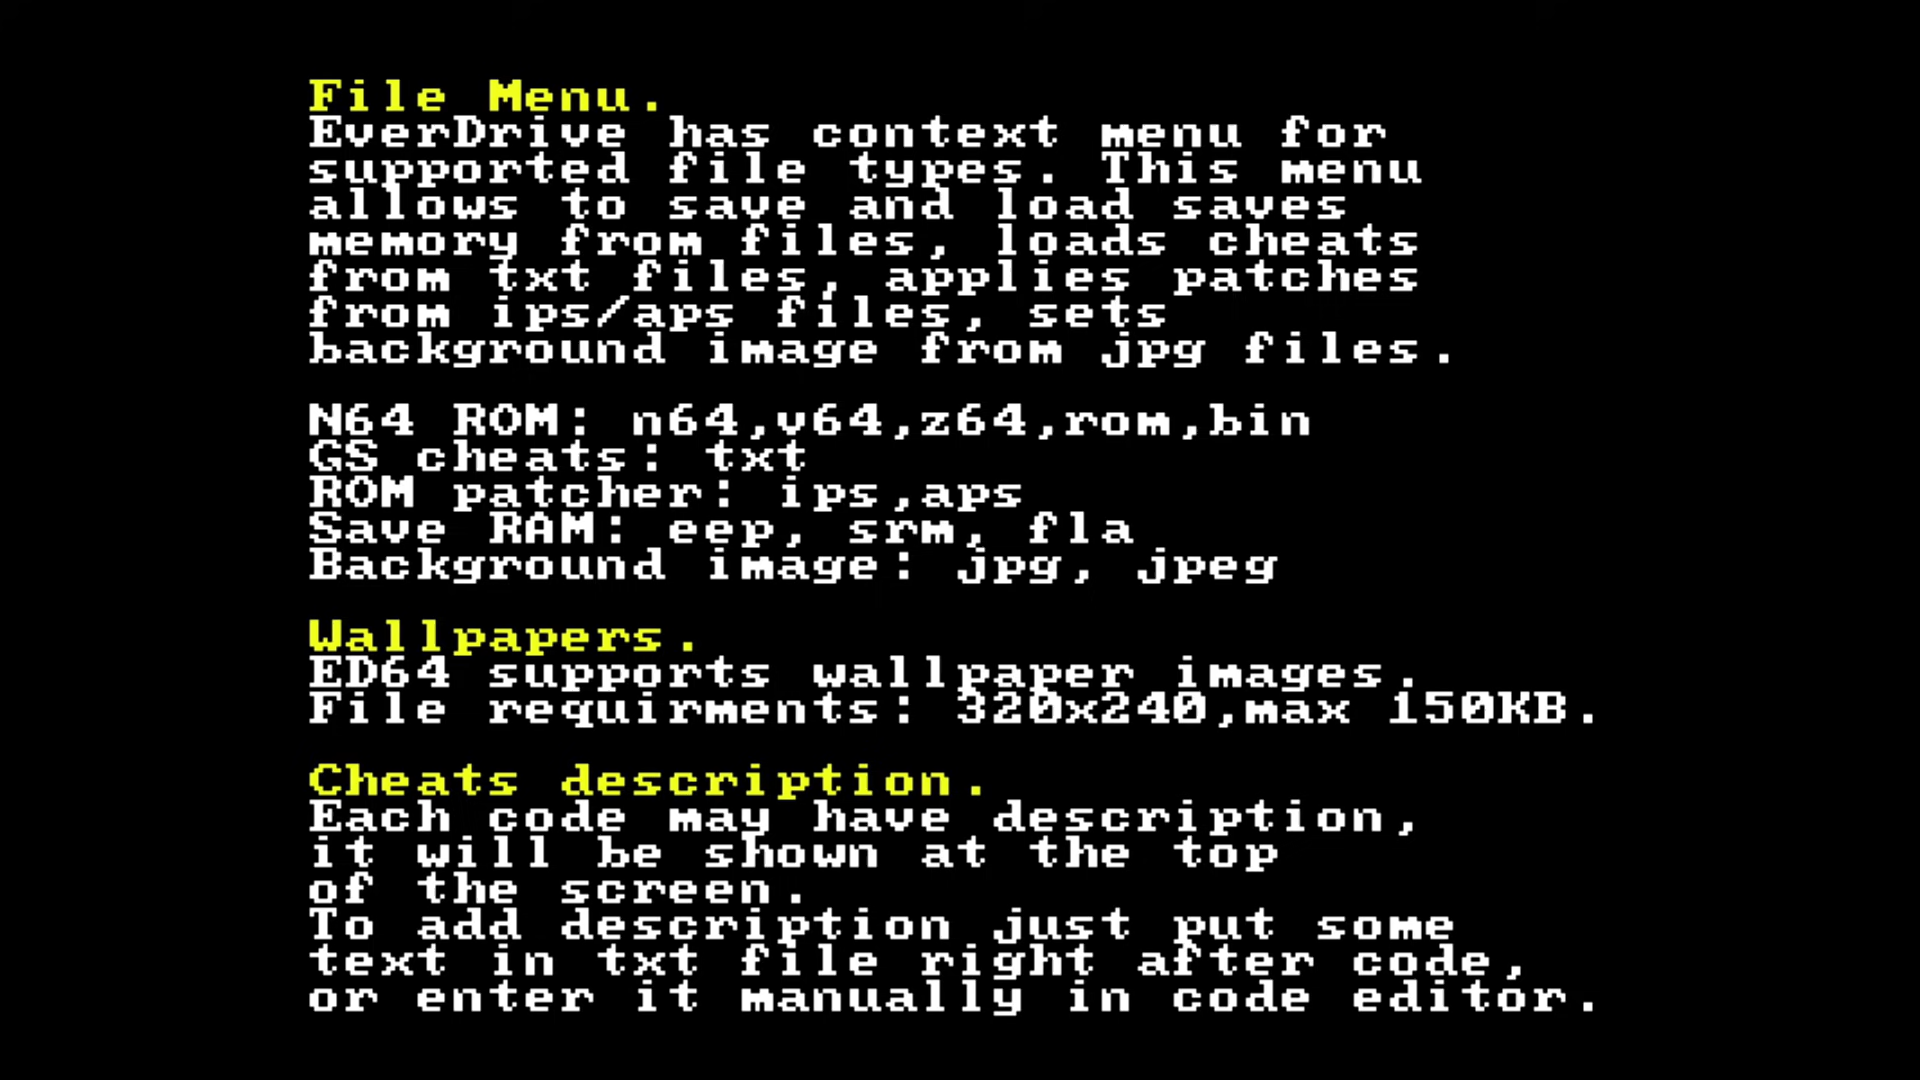 File Menu.
EverDrive has context menu for
supported file types. This menu
allows to save and load saves
memory from files, loads cheats
from txt files, applies patches
from ips/aps files, sets
background image from jpg files.
N64 ROM: n64,v64,z64,rom,bin
GS cheats: txt
ROM patcher: ips,aps
Save RAM: eep, srm, fla
Background image: jpg, jpeg
Wallpapers.
ED64 supports wallpaper images.
File requirments: 320x240,max 150KB.
Cheats description.
Each code may have description,
it will be shown at the top
of the screen.
To add description just put some
text in txt file right after code,
or enter it manually in code editor.